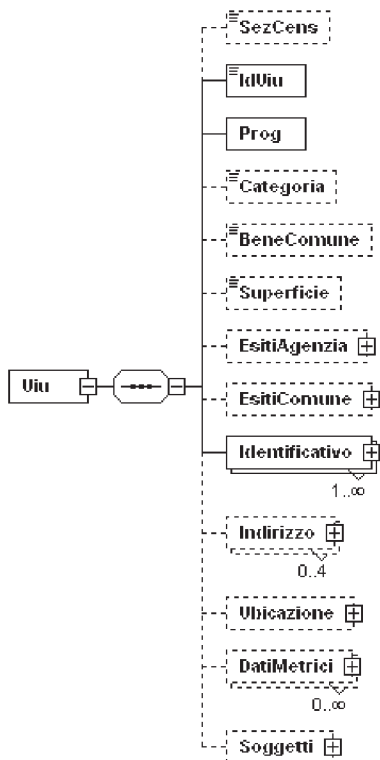 SezCens
IdUiu
Prog
Categoria
BeneComune
Superficie
EsitiAgenzia
Uiu
EsitiComune
Identificativo
1..∞
Indirizzo
0..4
Ubicazione
DatiMetrici
0..∞
Soggetti